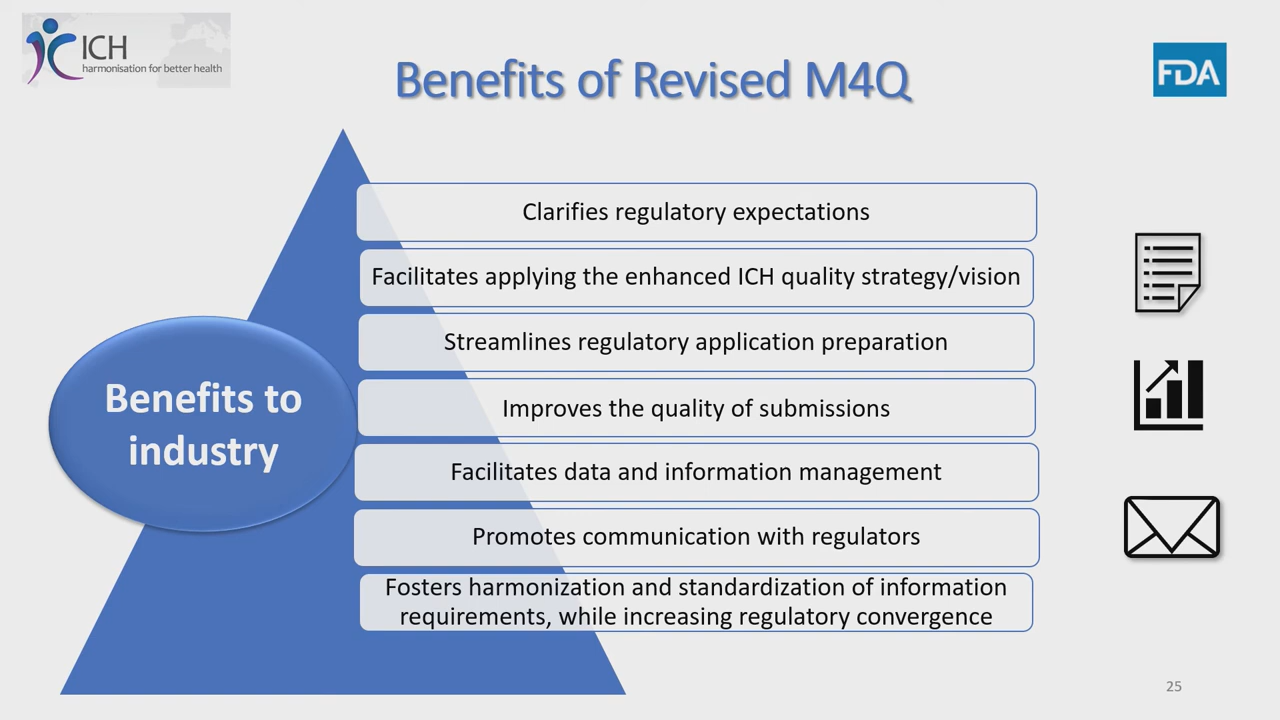 ICH
harmonisation for better health
Benefits of Revised M4Q
FDA
Clarifies regulatory expectations
Facilitates applying the enhanced ICH quality strategy/vision
Streamlines regulatory application preparation
Benefits to
industry
Improves the quality of submissions
Facilitates data and information management
Promotes communication with regulators
Fosters harmonization and standardization of information
requirements, while increasing regulatory convergence
25